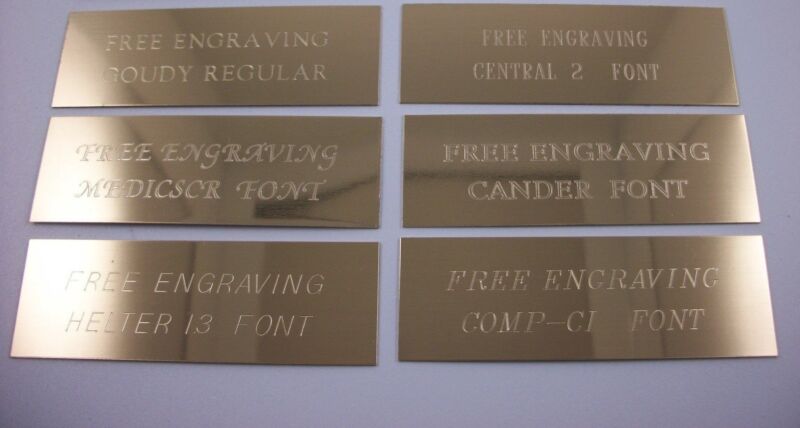 FREE ENGRAVING
GOUDY REGULAR
FREE ENGRAVING
CENTRAL 2 FONT
FREE ENGRAVING
MEDICSCR FONT
FREE ENGRAVING
CANDER FONT
FREE ENGRAVING
HELTER 13 FONT
FREE ENGRAVING
COMP-CI FONT